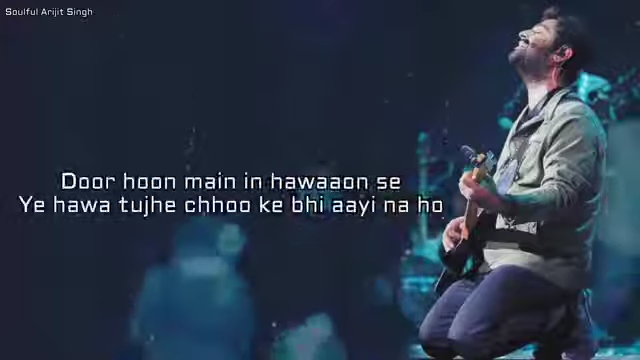 Soulful Arijit Singh
Door hoon main in hawaaon se
Ye hawa tujhe chhoo ke bhi aayi na ho